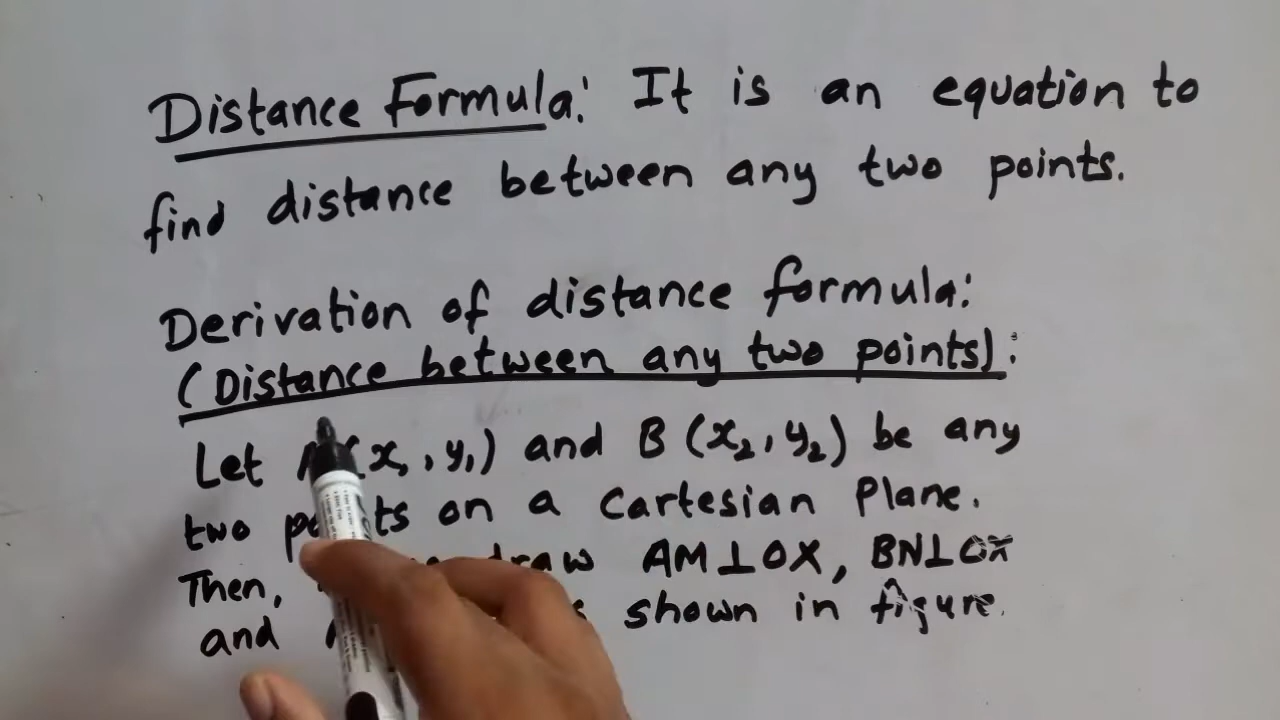 Distance Formula: It is an equation to
find distance between any two points.
Derivation of distance formula:
(Distance between any two points):
Let (x₁, y₁) and B (x₂, y₂) be any
two on a Cartesian Plane.
Then, draw AM⊥OX, BN⊥OX
and shown in figure.